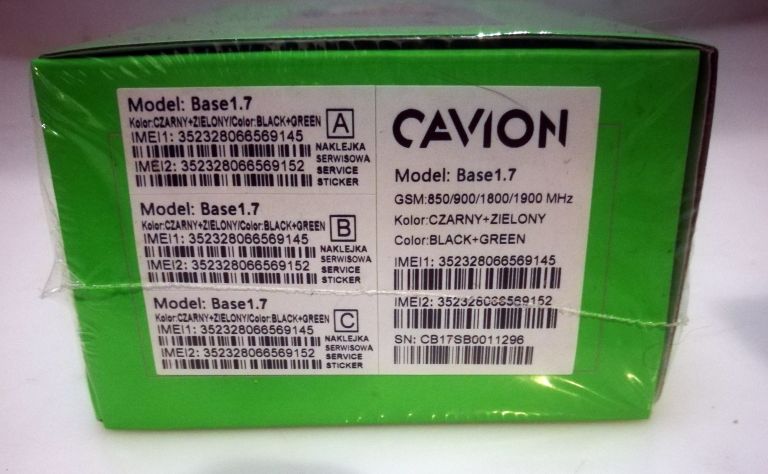 Model: Base1.7
Kolor:CZARNY+ZIELONY/Color:BLACK+GREEN
A
IMEI1: 352328066569145
IMEI2: 352328066569152
NAKLEJKA
SERWISOWA
SERVICE
STICKER
Model: Base1.7
Kolor:CZARNY+ZIELONY/Color:BLACK+GREEN
B
IMEI1: 352328066569145
IMEI2: 352328066569152
NAKLEJKA
SERWISOWA
SERVICE
STICKER
Model: Base1.7
Kolor:CZARNY+ZIELONY/Color:BLACK+GREEN
C
IMEI1: 352328066569145
IMEI2: 352328066569152
NAKLEJKA
SERWISOWA
SERVICE
STICKER
CAVION
Model: Base1.7
GSM:850/900/1800/1900 MHz
Kolor:CZARNY+ZIELONY
Color:BLACK+GREEN
IMEI1: 352328066569145
IMEI2: 352328066569152
SN: CB17SB0011296